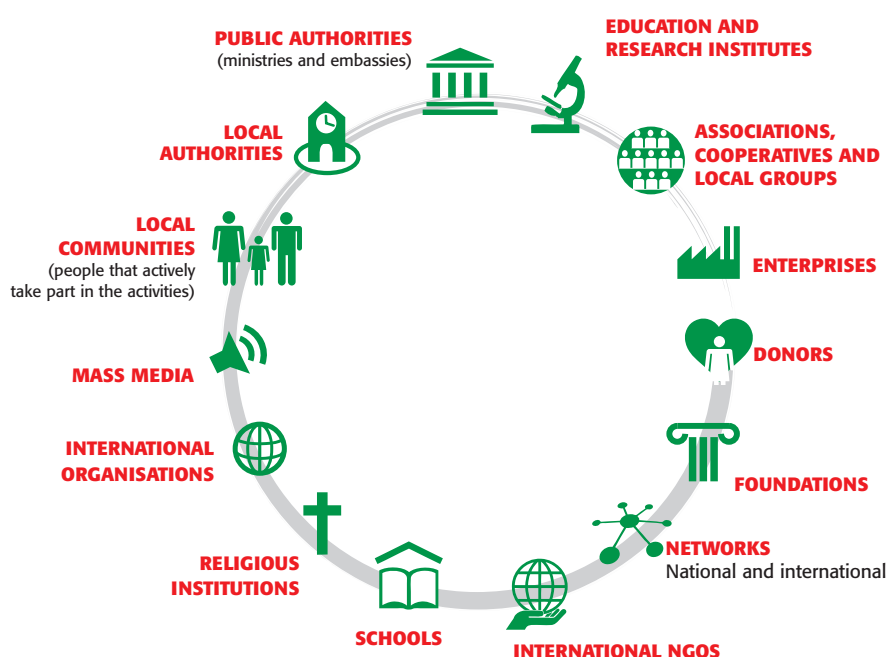 PUBLIC AUTHORITIES
(ministries and embassies)
EDUCATION AND
RESEARCH INSTITUTES
ASSOCIATIONS,
COOPERATIVES AND
LOCAL GROUPS
ENTERPRISES
DONORS
FOUNDATIONS
NETWORKS
National and international
INTERNATIONAL NGOS
SCHOOLS
RELIGIOUS
INSTITUTIONS
INTERNATIONAL
ORGANISATIONS
MASS MEDIA
LOCAL
COMMUNITIES
(people that actively
take part in the activities)
LOCAL
AUTHORITIES